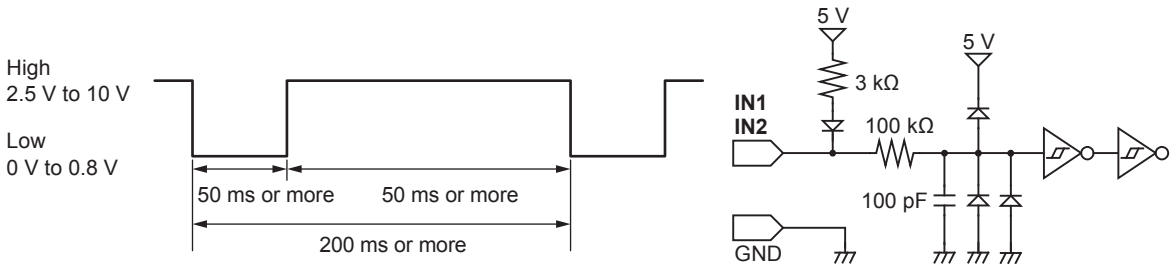 High
2.5 V to 10 V
Low
0 V to 0.8 V
50 ms or more
50 ms or more
200 ms or more
5 V
3 kΩ
5 V
IN1
IN2
100 kΩ
100 pF
GND